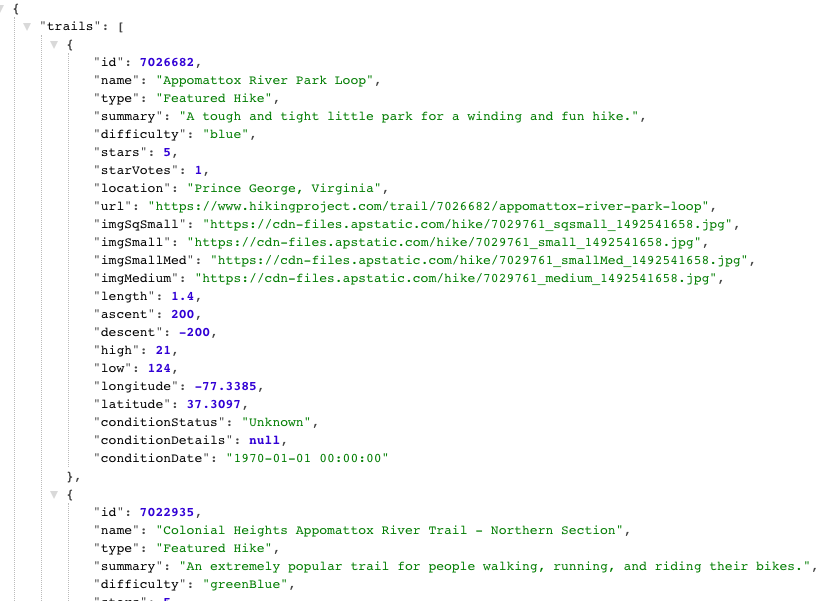 {
"trails": [
{
"id": 7026682,
"name": "Appomattox River Park Loop",
"type": "Featured Hike",
"summary": "A tough and tight little park for a winding and fun hike.",
"difficulty": "blue",
"stars": 5,
"starVotes": 1,
"location": "Prince George, Virginia",
"url": "https://www.hikingproject.com/trail/7026682/appomattox-river-park-loop",
"imgSqSmall": "https://cdn-files.apstatic.com/hike/7029761_sqsmall_1492541658.jpg",
"imgSmall": "https://cdn-files.apstatic.com/hike/7029761_small_1492541658.jpg",
"imgSmallMed": "https://cdn-files.apstatic.com/hike/7029761_smallMed_1492541658.jpg",
"imgMedium": "https://cdn-files.apstatic.com/hike/7029761_medium_1492541658.jpg",
"length": 1.4,
"ascent": 200,
"descent": -200,
"high": 21,
"low": 124,
"longitude": -77.3385,
"latitude": 37.3097,
"conditionStatus": "Unknown",
"conditionDetails": null,
"conditionDate": "1970-01-01 00:00:00"
},
{
"id": 7022935,
"name": "Colonial Heights Appomattox River Trail - Northern Section",
"type": "Featured Hike",
"summary": "An extremely popular trail for people walking, running, and riding their bikes.",
"difficulty": "greenBlue",